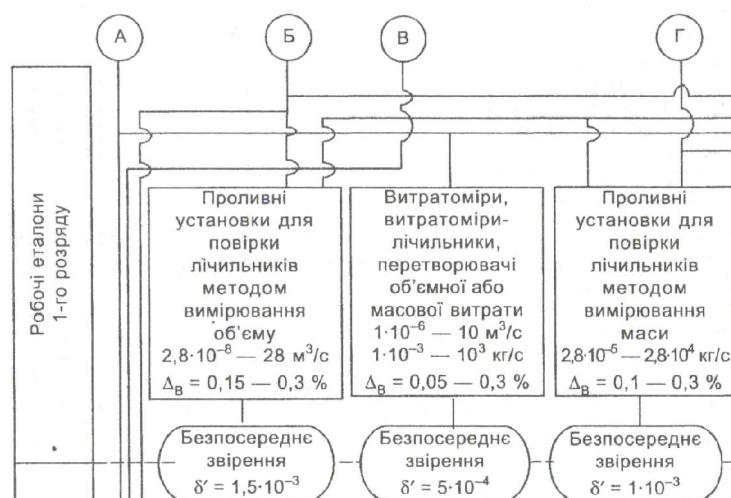 А
Б
В
Г
Робочі еталони
1-го розряду
Проливні
установки для
повірки
лічильників
методом
вимірювання
об'єму
2,8·10⁻⁸ — 28 м³/с
Δ_В = 0,15 — 0,3 %
Витратоміри,
витратоміри-
лічильники,
перетворювачі
об'ємної або
масової витрати
1·10⁻⁶ — 10 м³/с
1·10⁻³ — 10³ кг/с
Δ_В = 0,05 — 0,3 %
Проливні
установки для
повірки
лічильників
методом
вимірювання
маси
2,8·10⁻⁵ — 2,8·10⁴ кг/с
Δ_В = 0,1 — 0,3 %
Безпосереднє
звірення
δ′ = 1,5·10⁻³
Безпосереднє
звірення
δ′ = 5·10⁻⁴
Безпосереднє
звірення
δ′ = 1·10⁻³